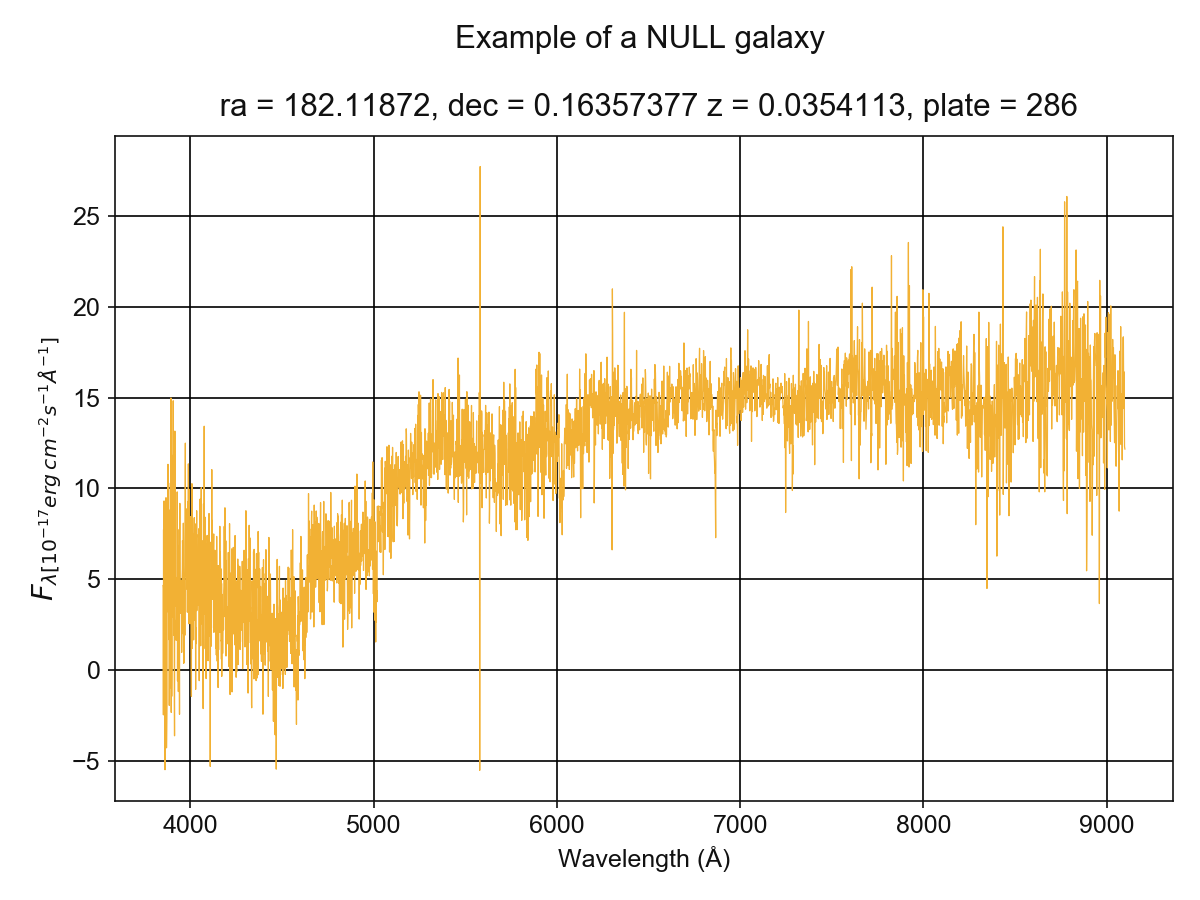 Example of a NULL galaxy
ra = 182.11872, dec = 0.16357377 z = 0.0354113, plate = 286
25
20
15
10
5
0
−5
F_{λ[10^{−17} erg cm^{−2} s^{−1} Å^{−1}]}
4000 5000 6000 7000 8000 9000
Wavelength (Å)